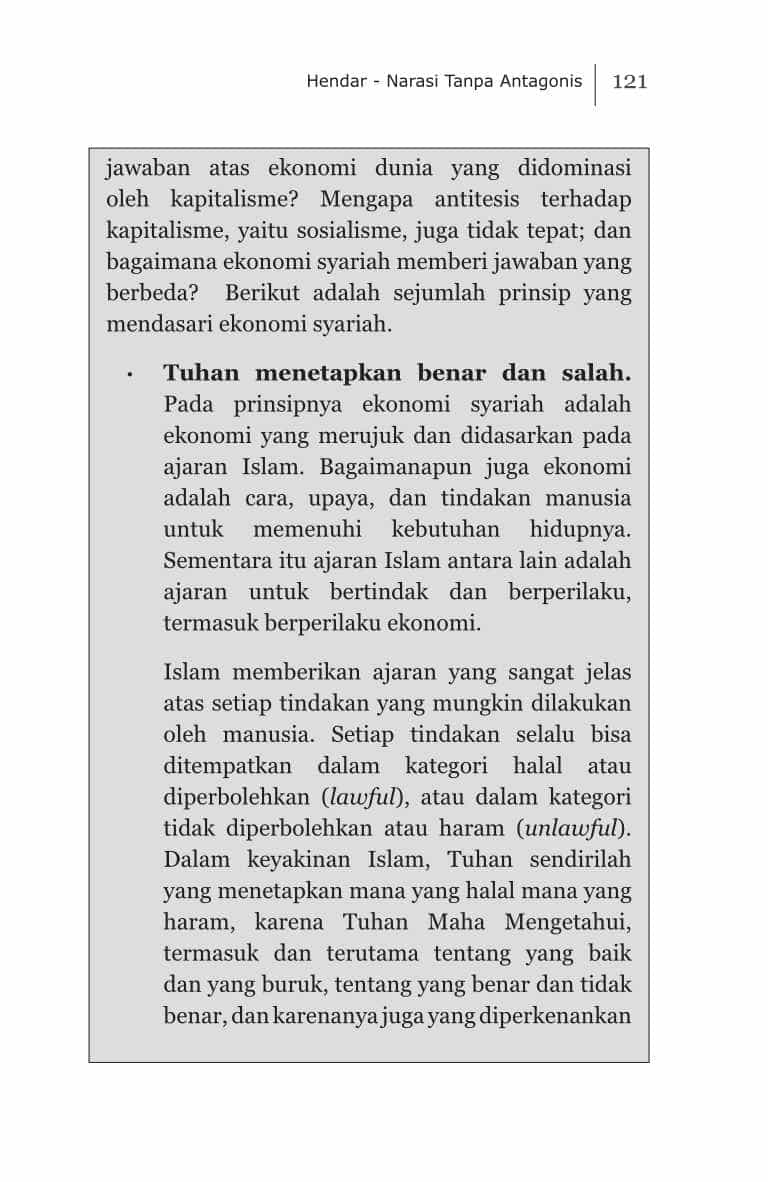 Hendar - Narasi Tanpa Antagonis 121
jawaban atas ekonomi dunia yang didominasi
oleh kapitalisme? Mengapa antitesis terhadap
kapitalisme, yaitu sosialisme, juga tidak tepat; dan
bagaimana ekonomi syariah memberi jawaban yang
berbeda? Berikut adalah sejumlah prinsip yang
mendasari ekonomi syariah.
• Tuhan menetapkan benar dan salah.
Pada prinsipnya ekonomi syariah adalah
ekonomi yang merujuk dan didasarkan pada
ajaran Islam. Bagaimanapun juga ekonomi
adalah cara, upaya, dan tindakan manusia
untuk memenuhi kebutuhan hidupnya.
Sementara itu ajaran Islam antara lain adalah
ajaran untuk bertindak dan berperilaku,
termasuk berperilaku ekonomi.
Islam memberikan ajaran yang sangat jelas
atas setiap tindakan yang mungkin dilakukan
oleh manusia. Setiap tindakan selalu bisa
ditempatkan dalam kategori halal atau
diperbolehkan (lawful), atau dalam kategori
tidak diperbolehkan atau haram (unlawful).
Dalam keyakinan Islam, Tuhan sendirilah
yang menetapkan mana yang halal mana yang
haram, karena Tuhan Maha Mengetahui,
termasuk dan terutama tentang yang baik
dan yang buruk, tentang yang benar dan tidak
benar, dan karenanya juga yang diperkenankan